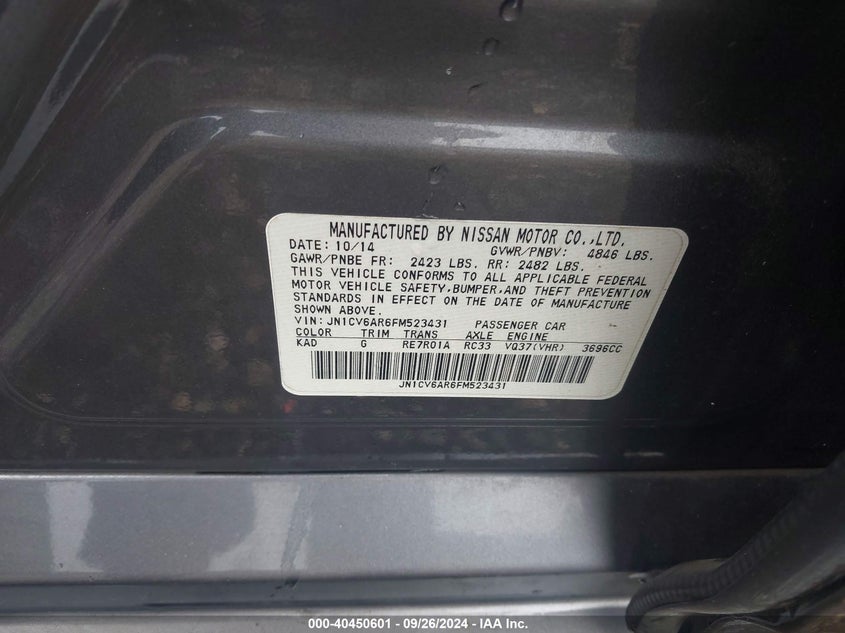 MANUFACTURED BY NISSAN MOTOR CO.,LTD.
DATE: 10/14 GVWR/PNBV: 4846 LBS.
GAWR/PNBE FR: 2423 LBS. RR: 2482 LBS.
THIS VEHICLE CONFORMS TO ALL APPLICABLE FEDERAL
MOTOR VEHICLE SAFETY,BUMPER,AND THEFT PREVENTION
STANDARDS IN EFFECT ON THE DATE OF MANUFACTURE
SHOWN ABOVE.
VIN: JN1CV6AR6FM523431 PASSENGER CAR
COLOR TRIM TRANS AXLE ENGINE
KAD G RE7R01A RC33 VQ37(VHR) 3696CC
JN1CV6AR6FM523431
000-40450601 - 09/26/2024 - IAA Inc.